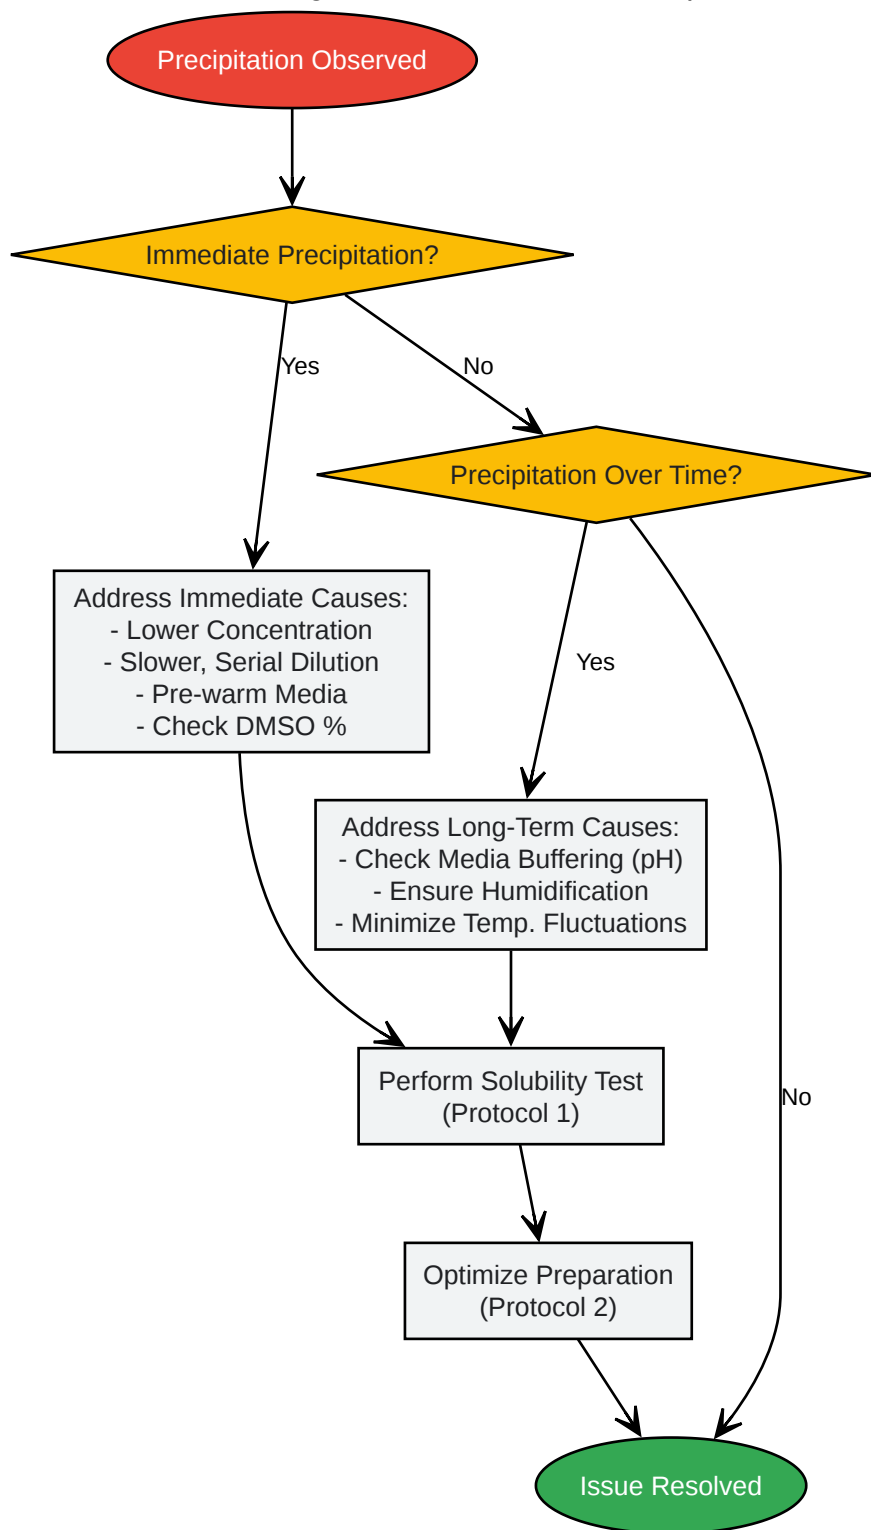 Precipitation Observed
Immediate Precipitation?
Yes
No
Precipitation Over Time?
Address Immediate Causes:
- Lower Concentration
- Slower, Serial Dilution
- Pre-warm Media
- Check DMSO %
Yes
Address Long-Term Causes:
- Check Media Buffering (pH)
- Ensure Humidification
- Minimize Temp. Fluctuations
Perform Solubility Test
(Protocol 1)
No
Optimize Preparation
(Protocol 2)
Issue Resolved